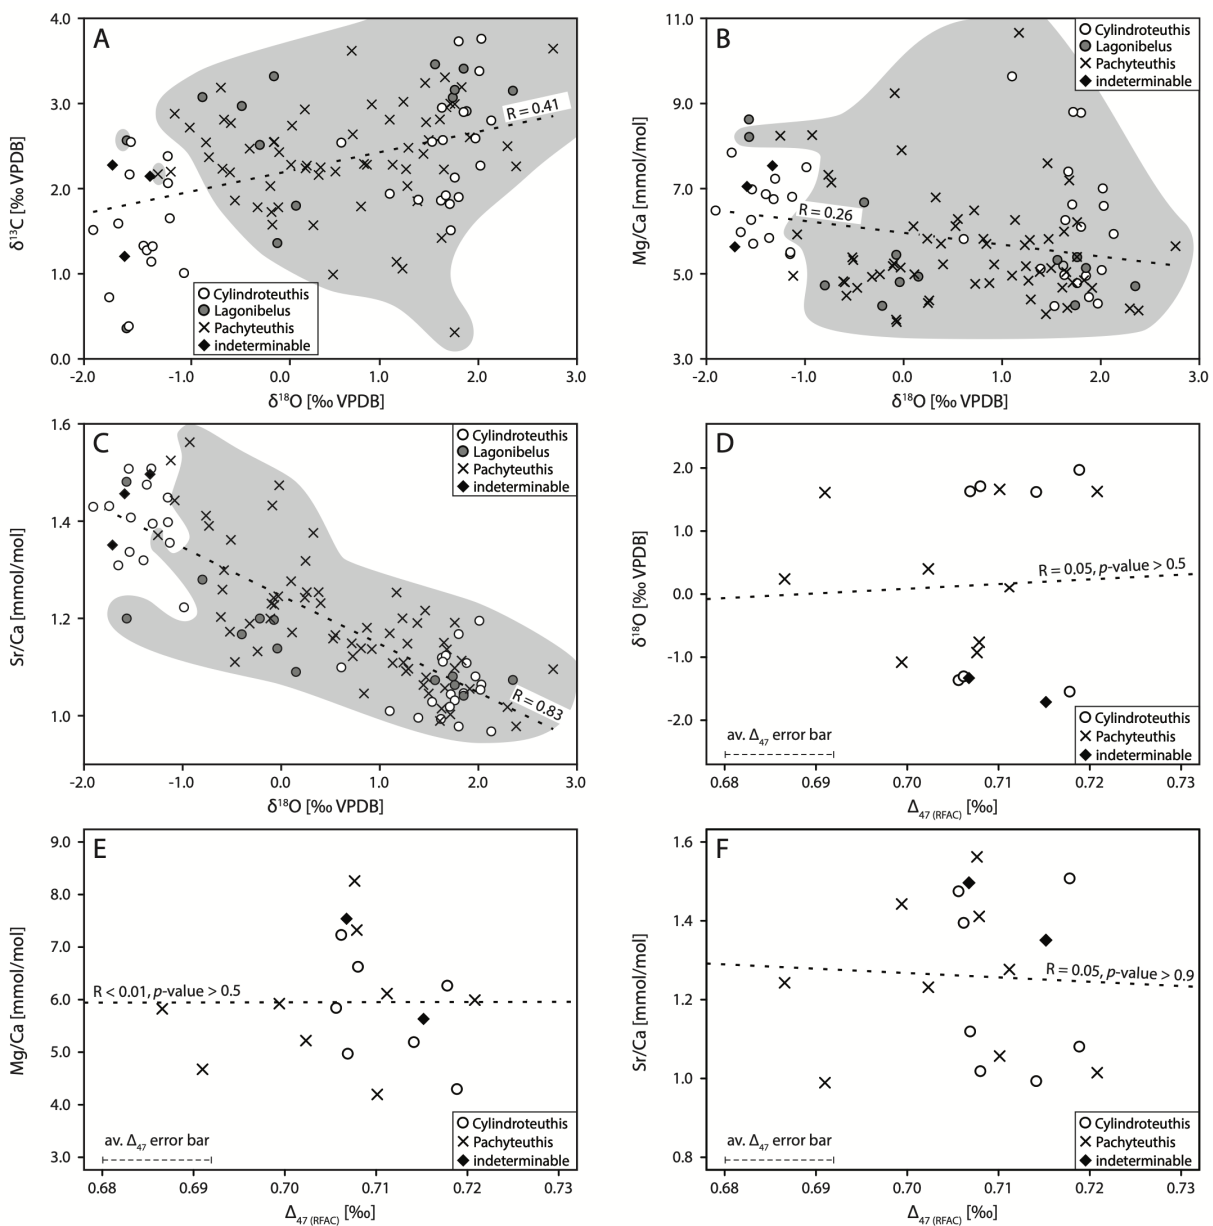 A
4.0
3.0
2.0
1.0
0.0
δ¹³C [‰ VPDB]
R = 0.41
Cylindroteuthis
Lagonibelus
Pachyteuthis
indeterminable
-2.0 -1.0 0.0 1.0 2.0 3.0
δ¹⁸O [‰ VPDB]
B
11.0
9.0
7.0
5.0
3.0
Mg/Ca [mmol/mol]
Cylindroteuthis
Lagonibelus
Pachyteuthis
indeterminable
R = 0.26
-2.0 -1.0 0.0 1.0 2.0 3.0
δ¹⁸O [‰ VPDB]
C
1.6
1.4
1.2
1.0
Sr/Ca [mmol/mol]
Cylindroteuthis
Lagonibelus
Pachyteuthis
indeterminable
R = 0.83
-2.0 -1.0 0.0 1.0 2.0 3.0
δ¹⁸O [‰ VPDB]
D
2.0
1.0
0.0
-1.0
-2.0
δ¹⁸O [‰ VPDB]
R = 0.05, p-value > 0.5
av. Δ₄₇ error bar
Cylindroteuthis
Pachyteuthis
indeterminable
0.68 0.69 0.70 0.71 0.72 0.73
Δ₄₇ (RFAC) [‰]
E
9.0
8.0
7.0
6.0
5.0
4.0
3.0
Mg/Ca [mmol/mol]
R < 0.01, p-value > 0.5
av. Δ₄₇ error bar
Cylindroteuthis
Pachyteuthis
indeterminable
0.68 0.69 0.70 0.71 0.72 0.73
Δ₄₇ (RFAC) [‰]
F
1.6
1.4
1.2
1.0
0.8
Sr/Ca [mmol/mol]
R = 0.05, p-value > 0.9
av. Δ₄₇ error bar
Cylindroteuthis
Pachyteuthis
indeterminable
0.68 0.69 0.70 0.71 0.72 0.73
Δ₄₇ (RFAC) [‰]